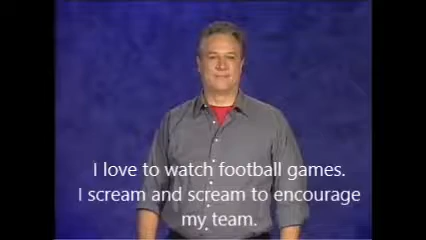 I love to watch football games.
I scream and scream to encourage
my team.